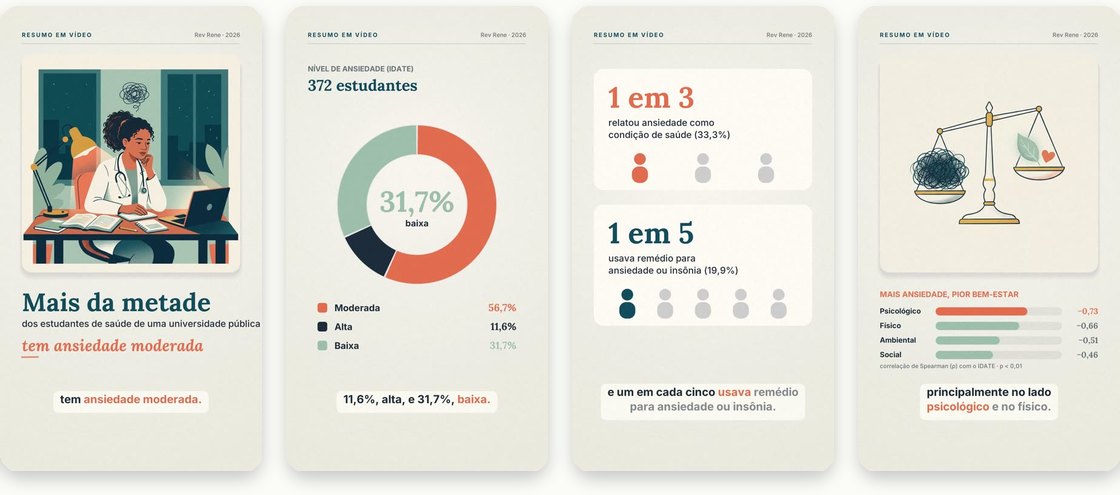 RESUMO EM VÍDEO
Rev Rene · 2026
Mais da metade
dos estudantes de saúde de uma universidade pública
tem ansiedade moderada
tem ansiedade moderada.
RESUMO EM VÍDEO
Rev Rene · 2026
NÍVEL DE ANSIEDADE (IDATE)
372 estudantes
31,7%
baixa
Moderada 56,7%
Alta 11,6%
Baixa 31,7%
11,6%, alta, e 31,7%, baixa.
RESUMO EM VÍDEO
Rev Rene · 2026
1 em 3
relatou ansiedade como
condição de saúde (33,3%)
1 em 5
usava remédio para
ansiedade ou insônia (19,9%)
e um em cada cinco usava remédio
para ansiedade ou insônia.
RESUMO EM VÍDEO
Rev Rene · 2026
MAIS ANSIEDADE, PIOR BEM-ESTAR
Psicológico −0,73
Físico −0,66
Ambiental −0,51
Social −0,46
correlação de Spearman (ρ) com o IDATE · p < 0,01
principalmente no lado
psicológico e no físico.